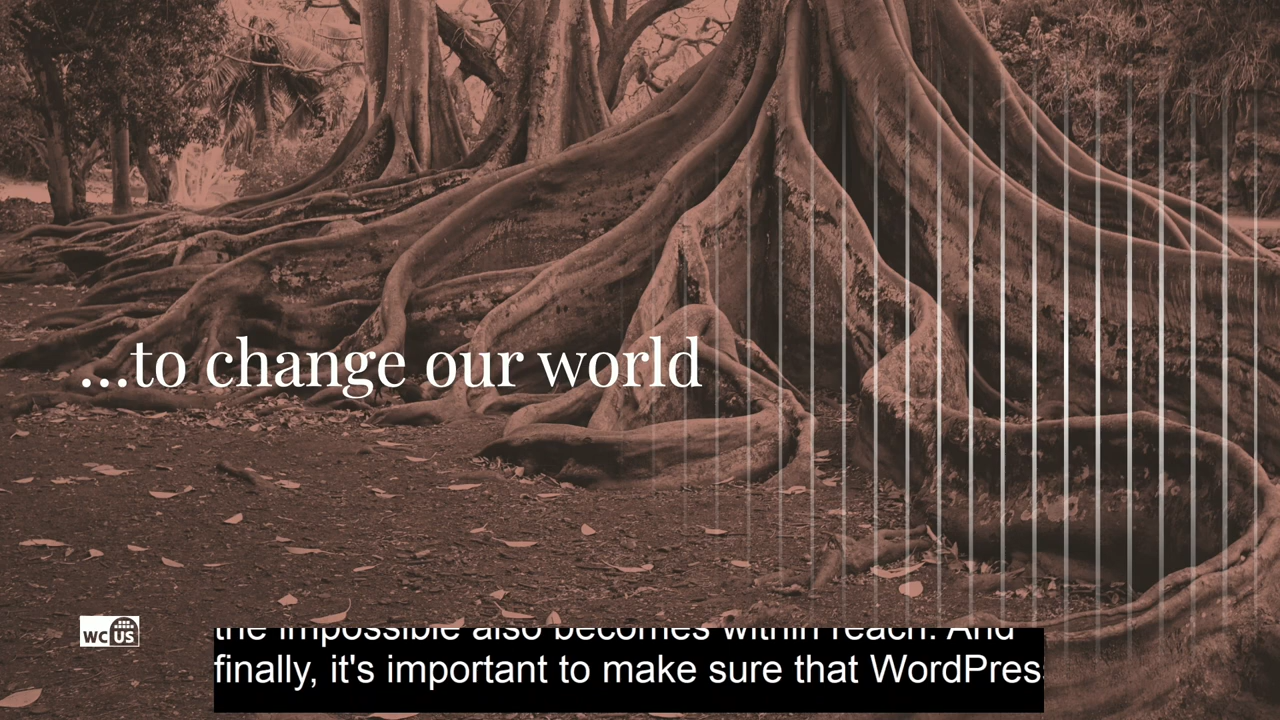 ...to change our world
WC US
the impossible also becomes within reach. And
finally, it's important to make sure that WordPress